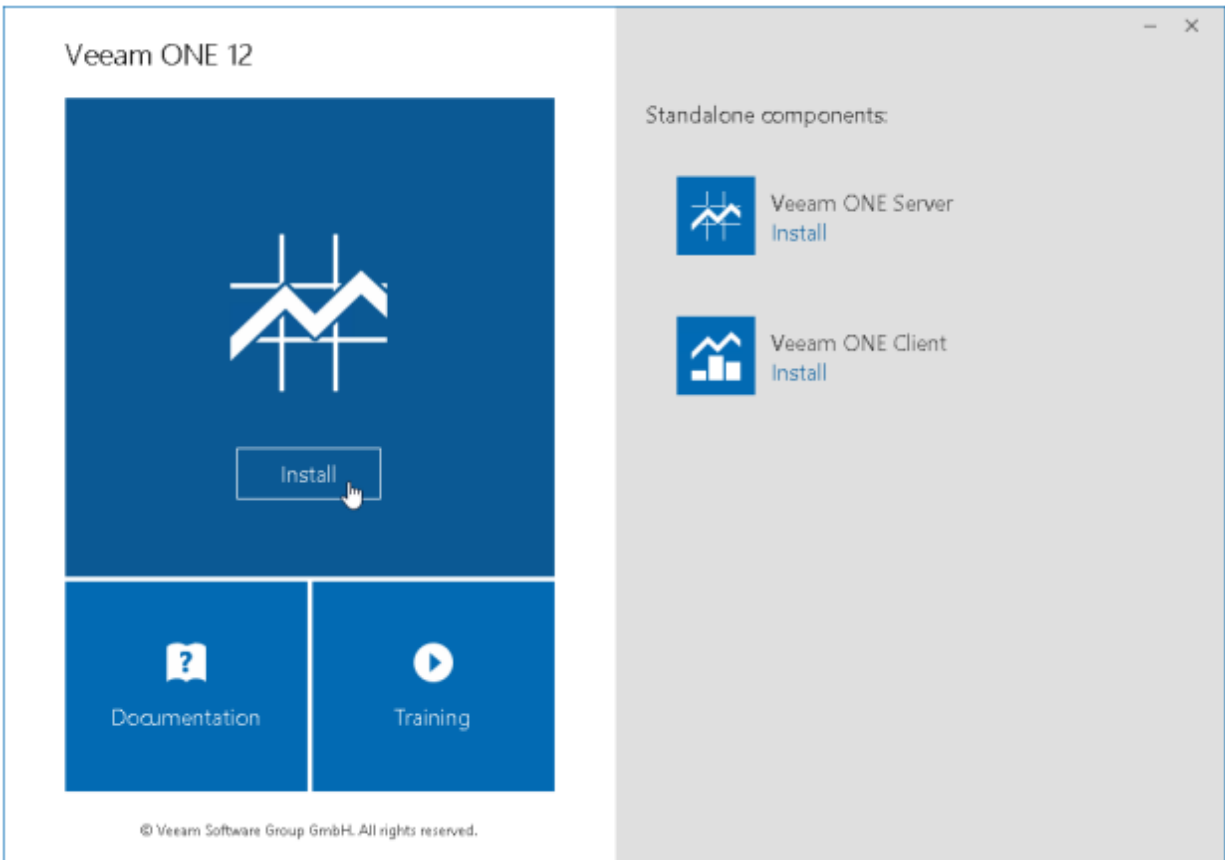 Veeam ONE 12
Install
Documentation
Training
© Veeam Software Group GmbH. All rights reserved.
Standalone components:
Veeam ONE Server
Install
Veeam ONE Client
Install